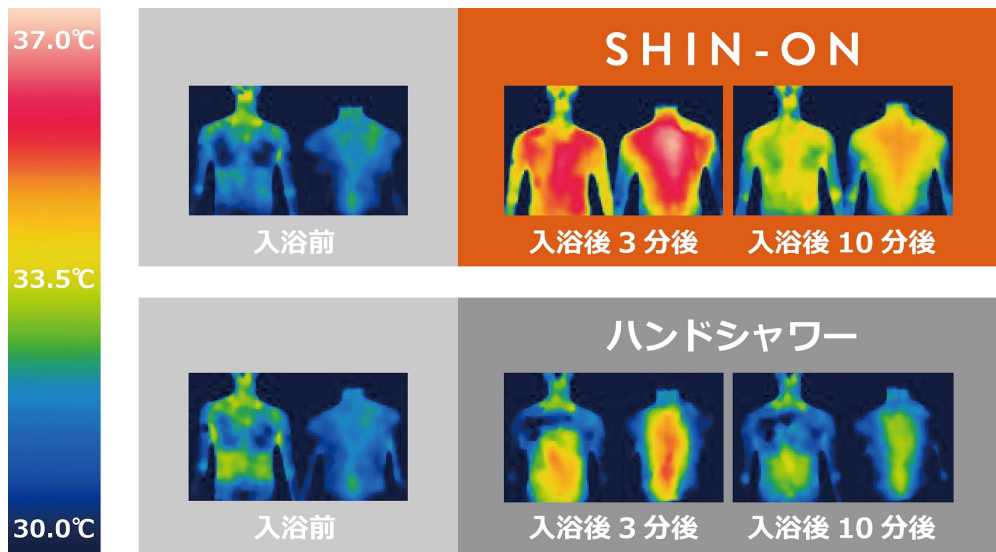 37.0℃
33.5℃
30.0℃
SHIN-ON
入浴前
入浴後 3 分後
入浴後 10 分後
ハンドシャワー
入浴前
入浴後 3 分後
入浴後 10 分後